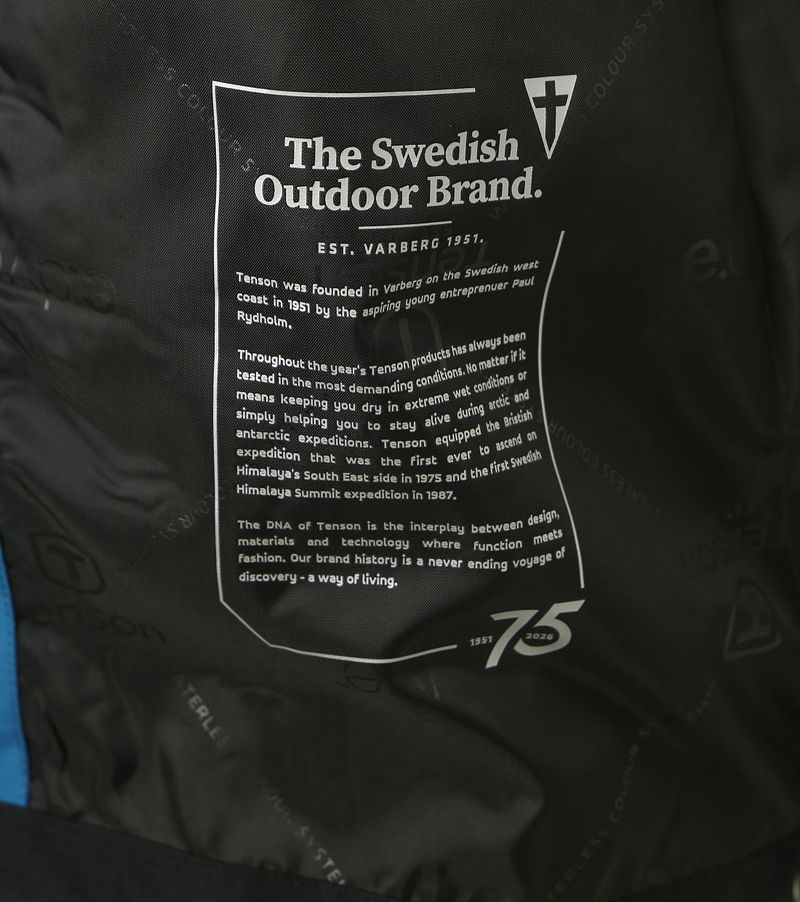 The Swedish
Outdoor Brand.
EST. VARBERG 1951.
Tenson was founded in Varberg on the Swedish west
coast in 1951 by the aspiring young entreprenuer Paul
Rydholm.
Throughout the year's Tenson products has always been
tested in the most demanding conditions. No matter if it
means keeping you dry in extreme wet conditions or
simply helping you to stay alive during arctic and
antarctic expeditions. Tenson equipped the Bristish
expedition that was the first ever to ascend on
Himalaya's South East side in 1975 and the first Swedish
Himalaya Summit expedition in 1987.
The DNA of Tenson is the interplay between design,
materials and technology where function meets
fashion. Our brand history is a never ending voyage of
discovery - a way of living.
1951 75 2026
enson
ATERLESS COLOUR SYSTEM